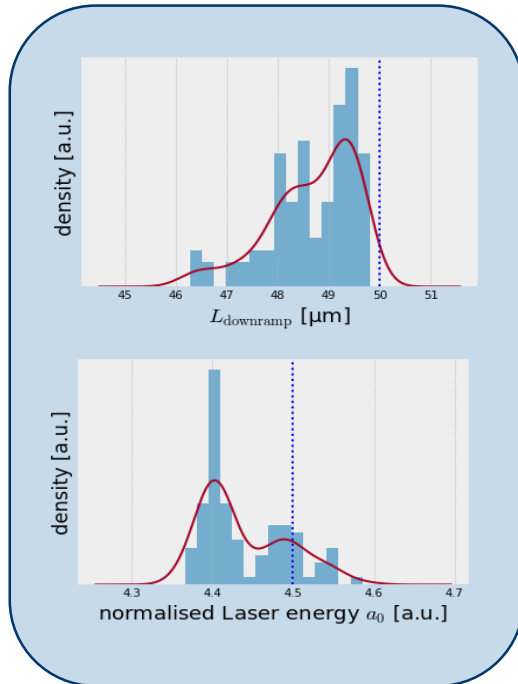 density [a.u.]
45 46 47 48 49 50 51
L_downramp [µm]
density [a.u.]
4.3 4.4 4.5 4.6 4.7
normalised Laser energy a₀ [a.u.]